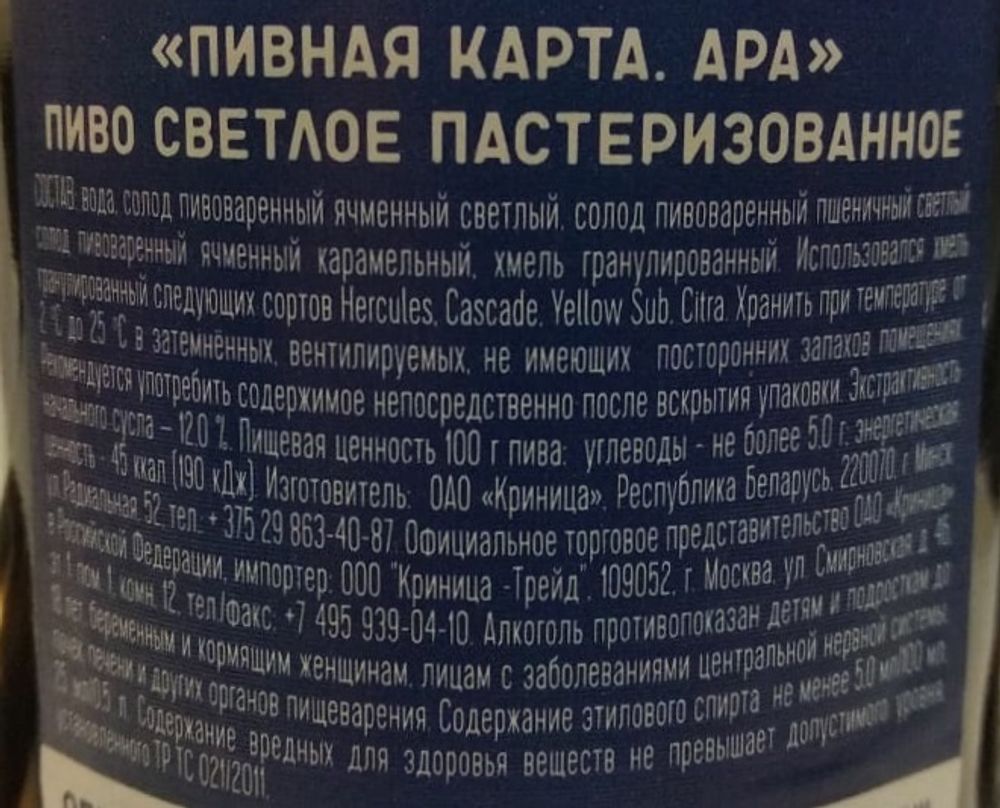 «ПИВНАЯ КАРТА. АРА»
ПИВО СВЕТЛОЕ ПАСТЕРИЗОВАННОЕ
СОСТАВ: вода, солод пивоваренный ячменный светлый, солод пивоваренный пшеничный светлый,
солод пивоваренный ячменный карамельный, хмель гранулированный. Использовался хмель
гранулированный следующих сортов Hercules, Cascade, Yellow Sub, Citra. Хранить при температуре от
2 °С до 25 °С в затемнённых, вентилируемых, не имеющих посторонних запахов помещениях.
Рекомендуется употребить содержимое непосредственно после вскрытия упаковки. Экстрактивность
начального сусла – 12.0 %. Пищевая ценность 100 г пива: углеводы - не более 5.0 г, энергетическая
ценность - 45 ккал (190 кДж). Изготовитель: ОАО «Криница», Республика Беларусь, 220070, г. Минск,
ул. Радиальная, 52, тел. + 375 29 863-40-87. Официальное торговое представительство ОАО «Криница»
в Российской Федерации, импортер: ООО "Криница -Трейд", 109052, г. Москва, ул. Смирновская, д. 4б,
эт 1, пом. 1, комн. 12, тел./факс: +7 495 939-04-10. Алкоголь противопоказан детям и подросткам до
18 лет, беременным и кормящим женщинам, лицам с заболеваниями центральной нервной системы,
почек, печени и других органов пищеварения. Содержание этилового спирта не менее 5.0 мл/100 мл,
25 мл/0,5 л. Содержание вредных для здоровья веществ не превышает допустимого уровня,
установленного ТР ТС 021/2011.